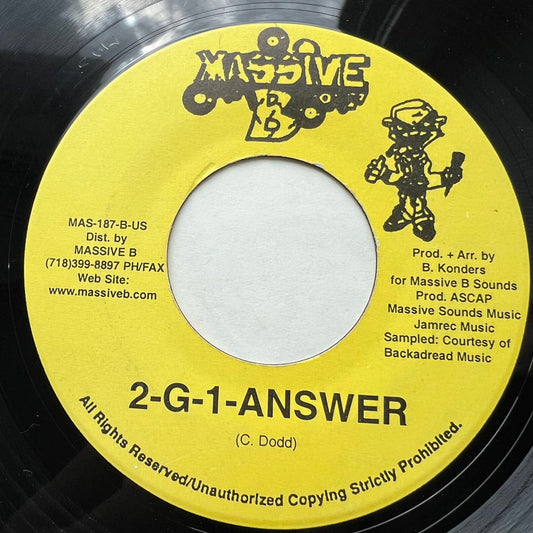 MASSIVE
B
MAS-187-B-US
Dist. by
MASSIVE B
(718)399-8897 PH/FAX
Web Site:
www.massiveb.com
Prod. + Arr. by
B. Konders
for Massive B Sounds
Prod. ASCAP
Massive Sounds Music
Jamrec Music
Sampled: Courtesy of
Backadread Music
2-G-1-ANSWER
(C. Dodd)
All Rights Reserved/Unauthorized Copying Strictly Prohibited.